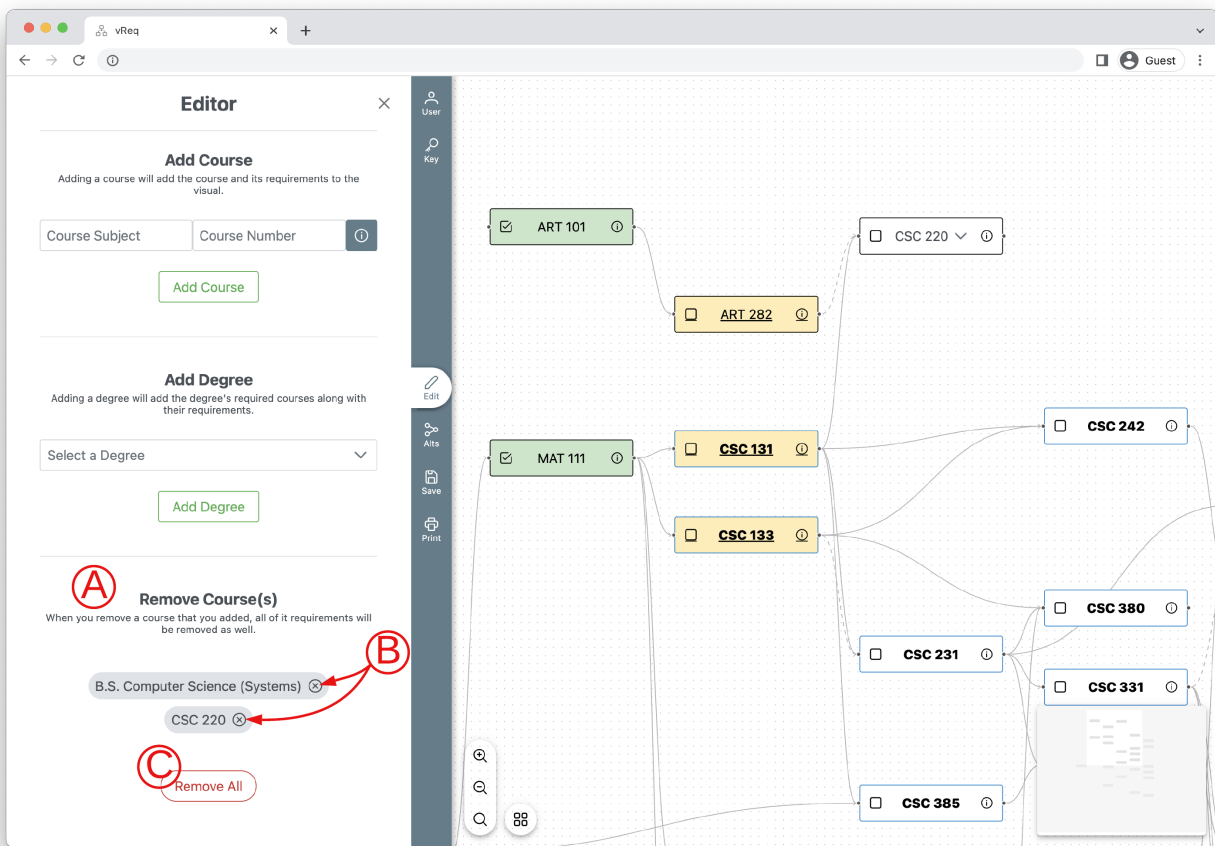 vReq
Guest
Editor
Add Course
Adding a course will add the course and its requirements to the
visual.
Course Subject
Course Number
Add Course
Add Degree
Adding a degree will add the degree's required courses along with
their requirements.
Select a Degree
Add Degree
A
Remove Course(s)
When you remove a course that you added, all of it requirements will
be removed as well.
B
B.S. Computer Science (Systems)
CSC 220
C
Remove All
User
Key
Edit
Alts
Save
Print
ART 101
CSC 220
ART 282
CSC 242
MAT 111
CSC 131
CSC 133
CSC 380
CSC 231
CSC 331
CSC 385